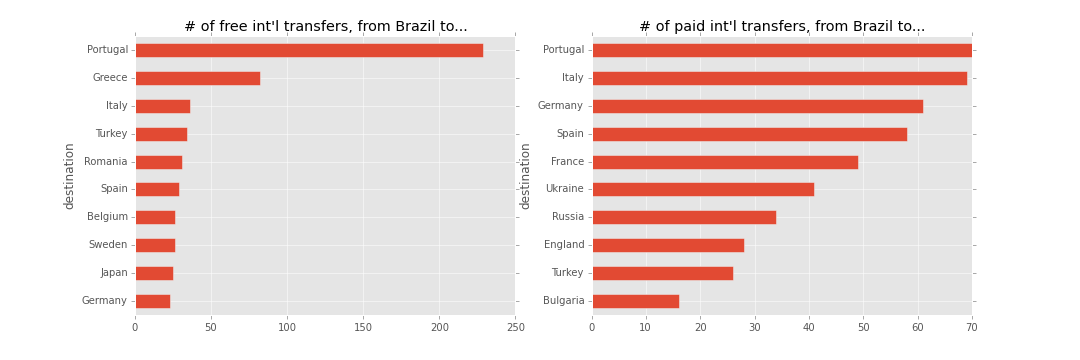 # of free int'l transfers, from Brazil to...
destination
Portugal
Greece
Italy
Turkey
Romania
Spain
Belgium
Sweden
Japan
Germany
0 50 100 150 200 250
# of paid int'l transfers, from Brazil to...
destination
Portugal
Italy
Germany
Spain
France
Ukraine
Russia
England
Turkey
Bulgaria
0 10 20 30 40 50 60 70